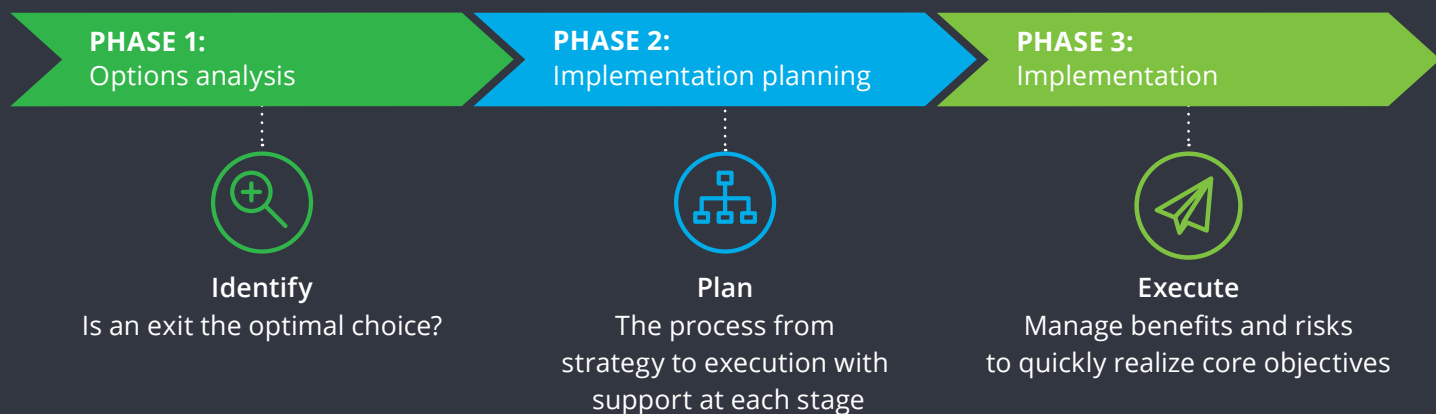 PHASE 1:
Options analysis
PHASE 2:
Implementation planning
PHASE 3:
Implementation
Identify
Is an exit the optimal choice?
Plan
The process from
strategy to execution with
support at each stage
Execute
Manage benefits and risks
to quickly realize core objectives